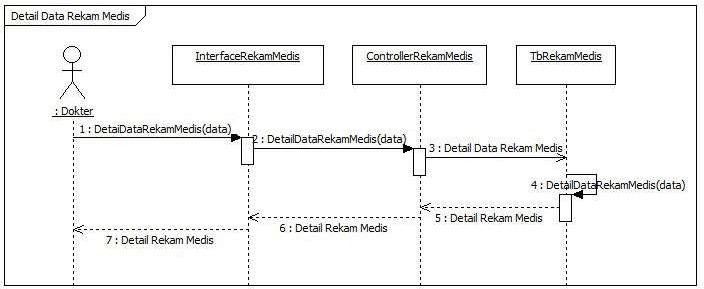 Detail Data Rekam Medis
InterfaceRekamMedis
ControllerRekamMedis
TbRekamMedis
: Dokter
1 : DetaiDataRekamMedis(data)
2 : DetailDataRekamMedis(data)
3 : Detail Data Rekam Medis
4 : DetailDataRekamMedis(data)
5 : Detail Rekam Medis
6 : Detail Rekam Medis
7 : Detail Rekam Medis